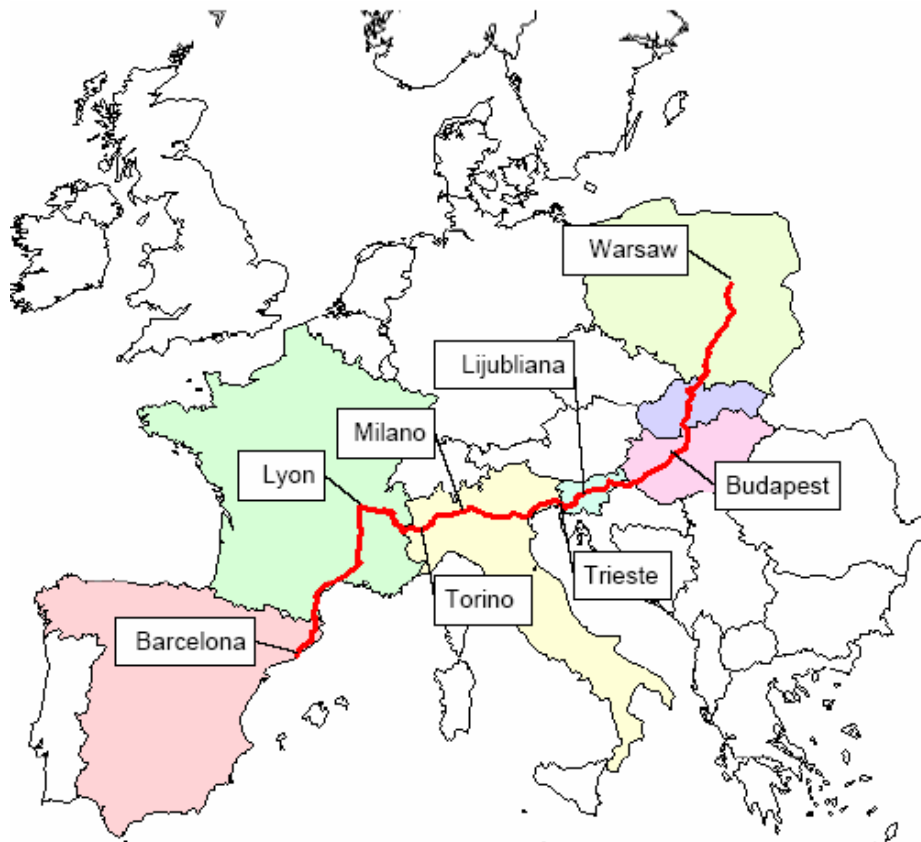 Warsaw
Lijubliana
Milano
Lyon
Budapest
Trieste
Torino
Barcelona